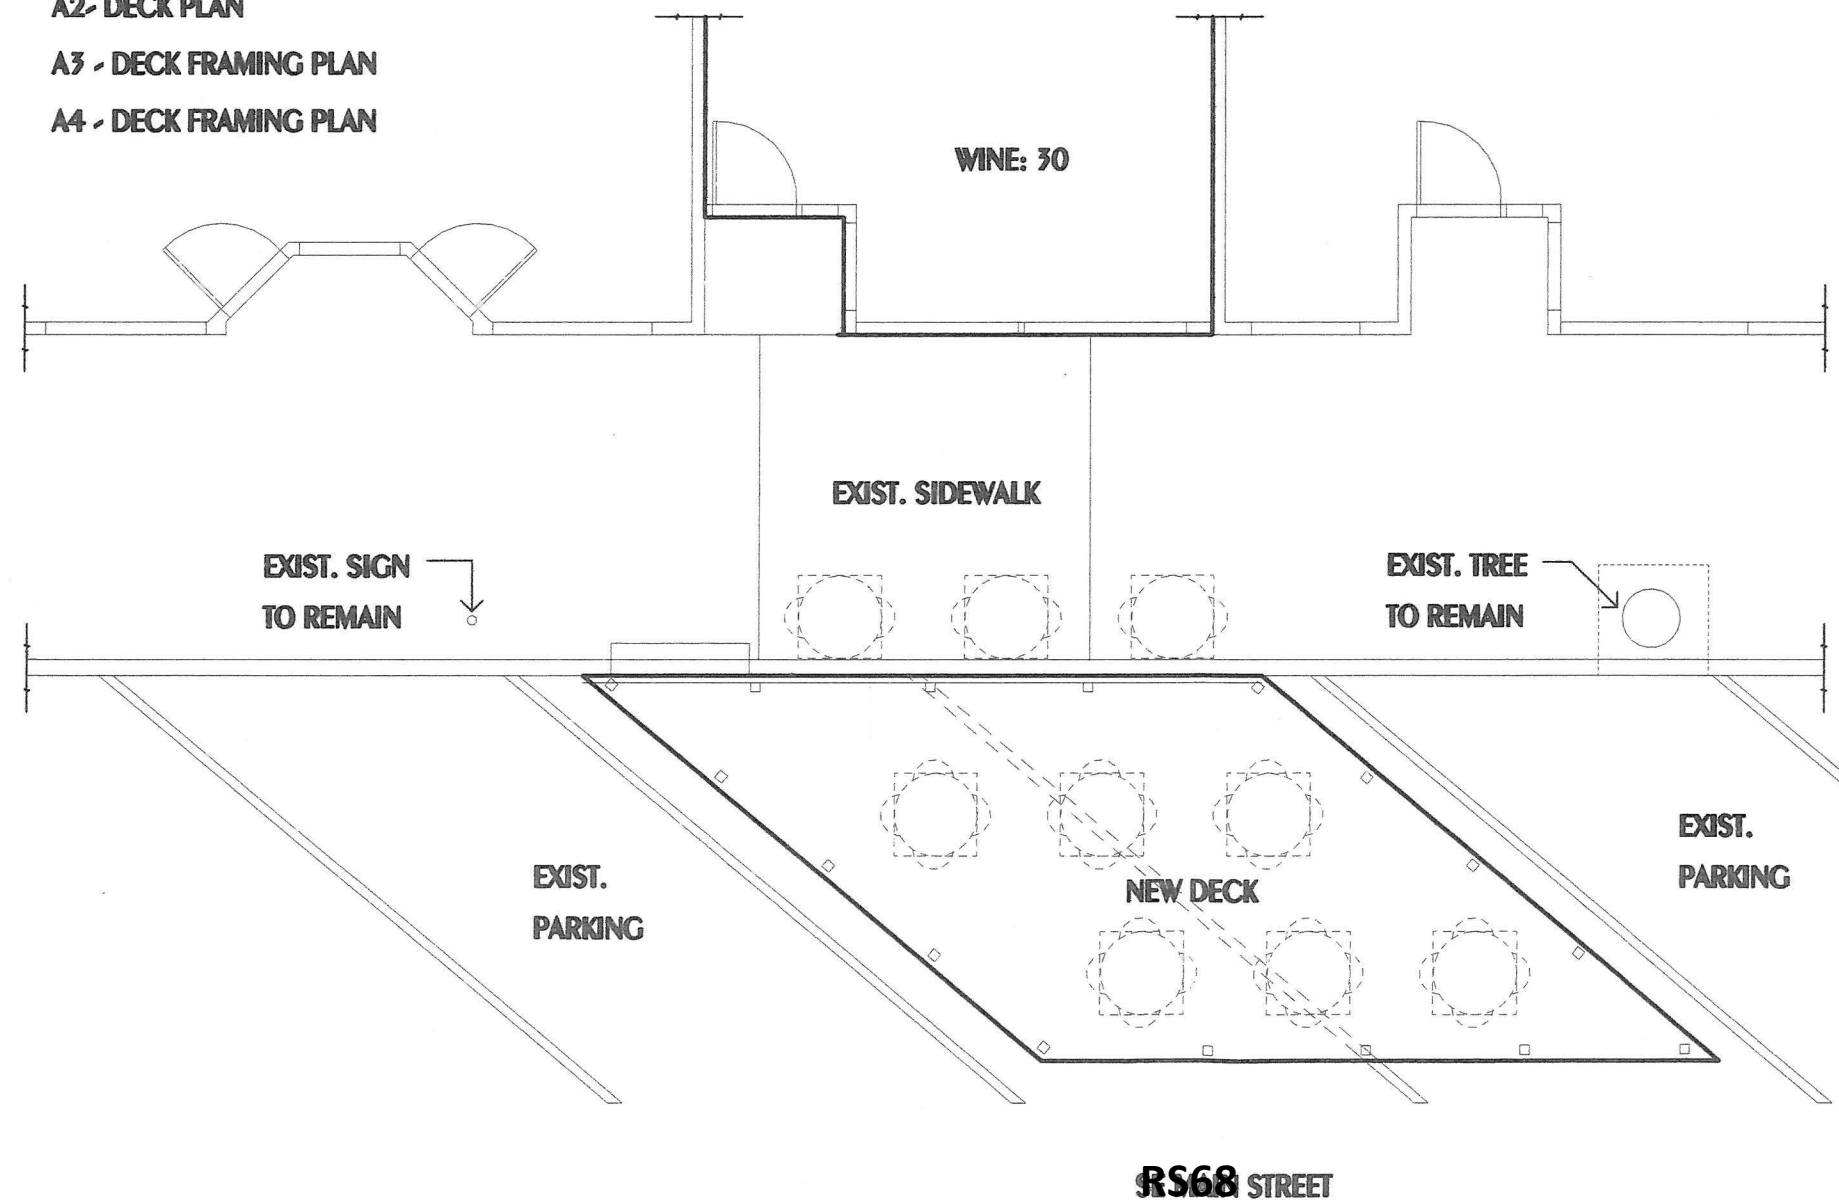 A2- DECK PLAN
A3 - DECK FRAMING PLAN
A4 - DECK FRAMING PLAN
WINE: 30
EXIST. SIDEWALK
EXIST. SIGN
TO REMAIN
EXIST. TREE
TO REMAIN
EXIST.
PARKING
NEW DECK
EXIST.
PARKING
RS68
STREET